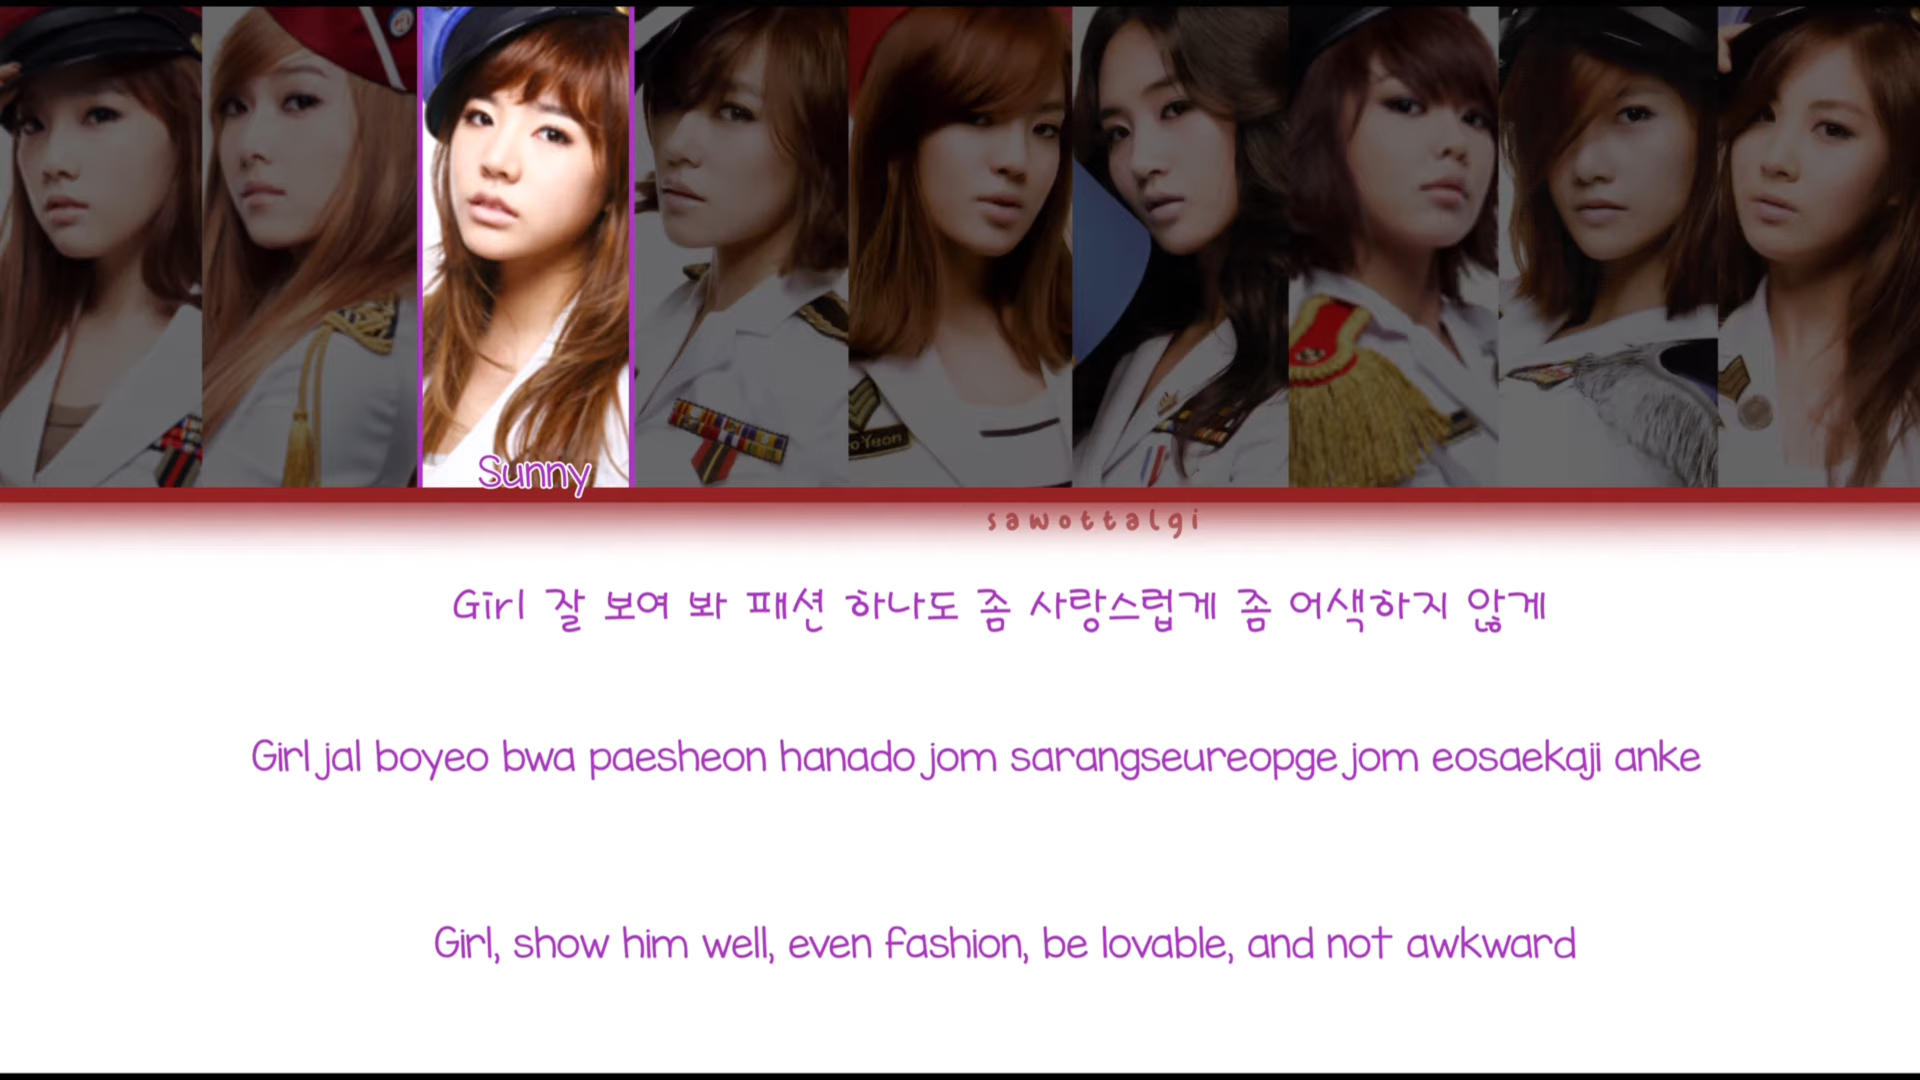 oYeon
Sunny
sawottalgi
Girl 잘 보여 봐 패션 하나도 좀 사랑스럽게 좀 어색하지 않게
Girl jal boyeo bwa paesheon hanado jom sarangseureopge jom eosaekaji anke
Girl, show him well, even fashion, be lovable, and not awkward